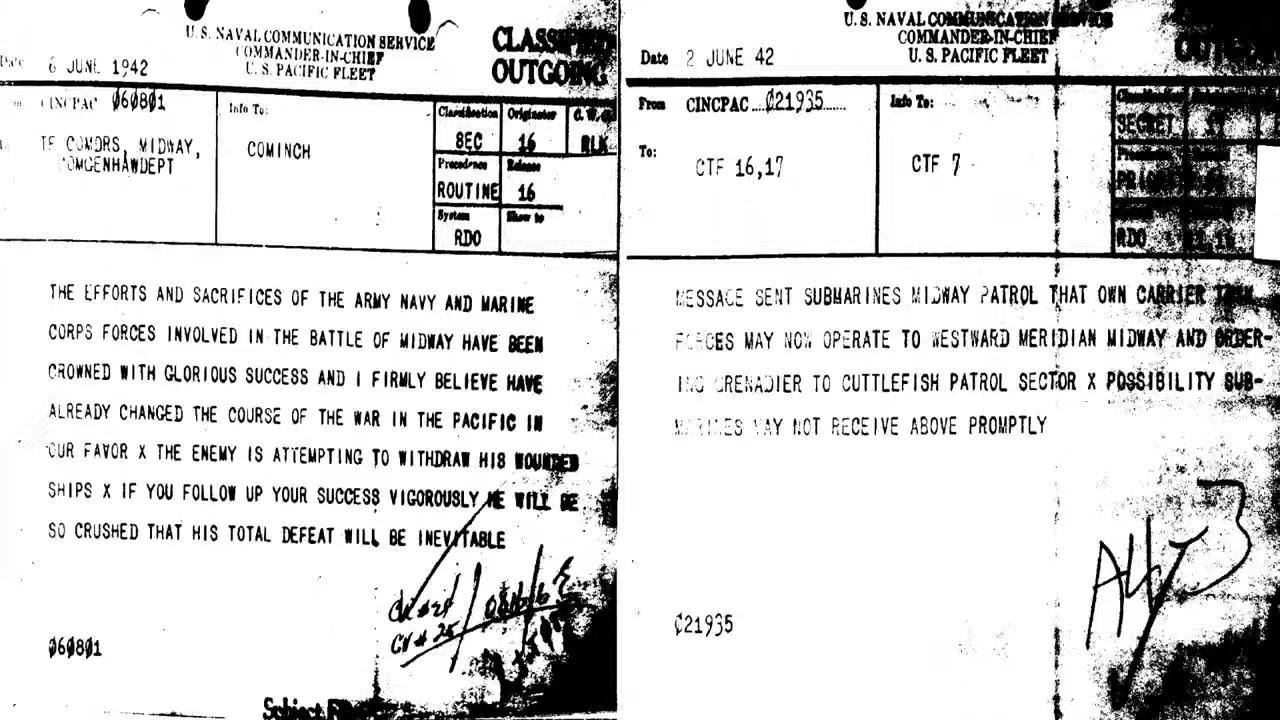 U. S. NAVAL COMMUNICATION SERVICE
COMMANDER-IN-CHIEF
U. S. PACIFIC FLEET
CLASSIFIED
OUTGOING
Date 6 JUNE 1942
CINCPAC 060801
Info To:
COMINCH
TF COMDRS, MIDWAY,
COMGENHAWDEPT
Classification
SEC
Originator
16
Precedence
ROUTINE
Release
16
System
RDO
Show to
THE EFFORTS AND SACRIFICES OF THE ARMY NAVY AND MARINE
CORPS FORCES INVOLVED IN THE BATTLE OF MIDWAY HAVE BEEN
CROWNED WITH GLORIOUS SUCCESS AND I FIRMLY BELIEVE HAVE
ALREADY CHANGED THE COURSE OF THE WAR IN THE PACIFIC IN
OUR FAVOR X THE ENEMY IS ATTEMPTING TO WITHDRAW HIS WOUNDED
SHIPS X IF YOU FOLLOW UP YOUR SUCCESS VIGOROUSLY HE WILL BE
SO CRUSHED THAT HIS TOTAL DEFEAT WILL BE INEVITABLE
060801
U. S. NAVAL COMMUNICATION SERVICE
COMMANDER-IN-CHIEF
U. S. PACIFIC FLEET
Date 2 JUNE 42
From CINCPAC 021935
Info To:
To:
CTF 16,17
CTF 7
SECRET
RDO
MESSAGE SENT SUBMARINES MIDWAY PATROL THAT OWN CARRIER TASK
FORCES MAY NOW OPERATE TO WESTWARD MERIDIAN MIDWAY AND ORDER-
ING GRENADIER TO CUTTLEFISH PATROL SECTOR X POSSIBILITY SUB-
MARINES MAY NOT RECEIVE ABOVE PROMPTLY
021935